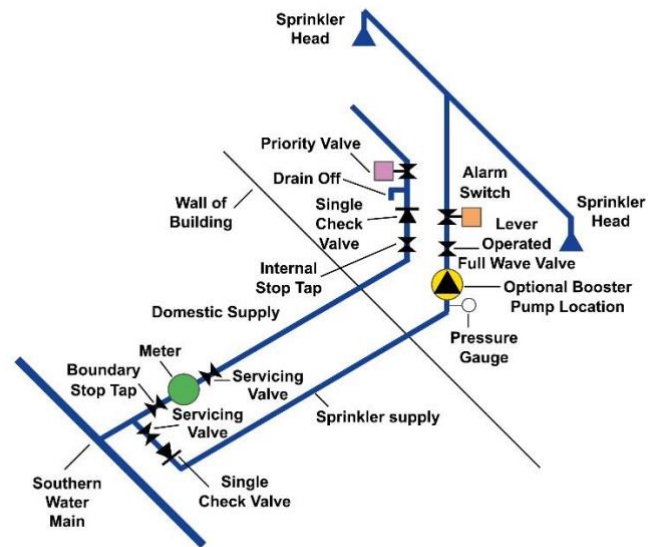 Sprinkler
Head
Priority Valve
Drain Off
Wall of
Building
Single
Check
Valve
Internal
Stop Tap
Alarm
Switch
Lever
Operated
Full Wave Valve
Sprinkler
Head
Optional Booster
Pump Location
Pressure
Gauge
Domestic Supply
Meter
Boundary
Stop Tap
Servicing
Valve
Servicing
Valve
Sprinkler supply
Single
Check Valve
Southern
Water
Main